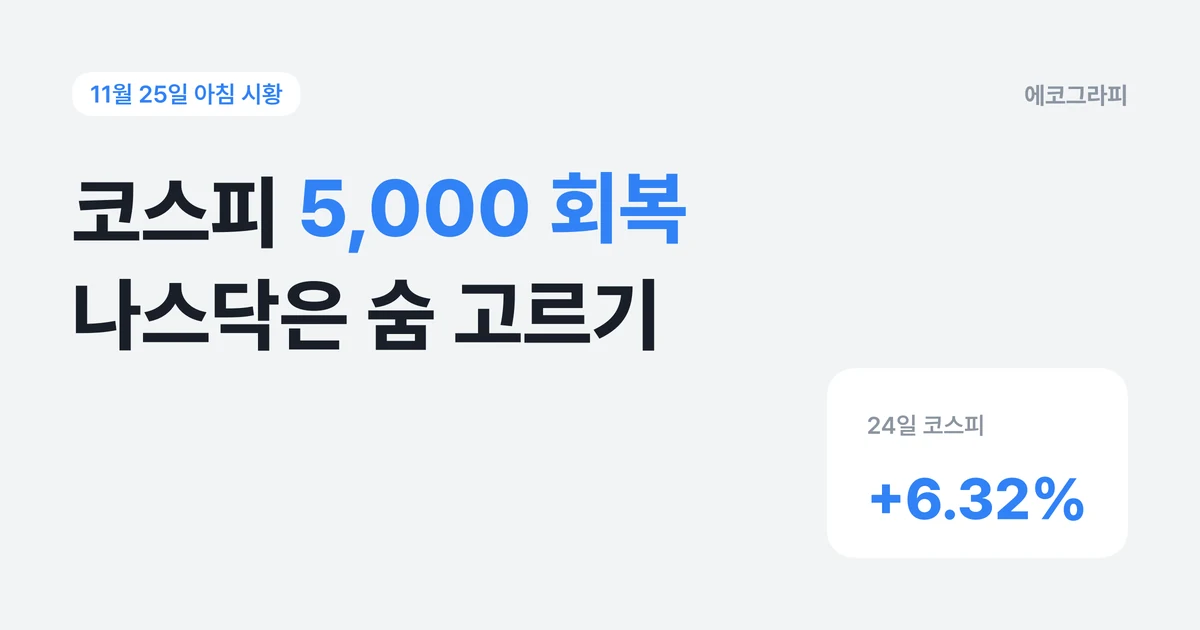 11월 25일 아침 시황
에코그라피
코스피 5,000 회복
나스닥은 숨 고르기
24일 코스피
+6.32%